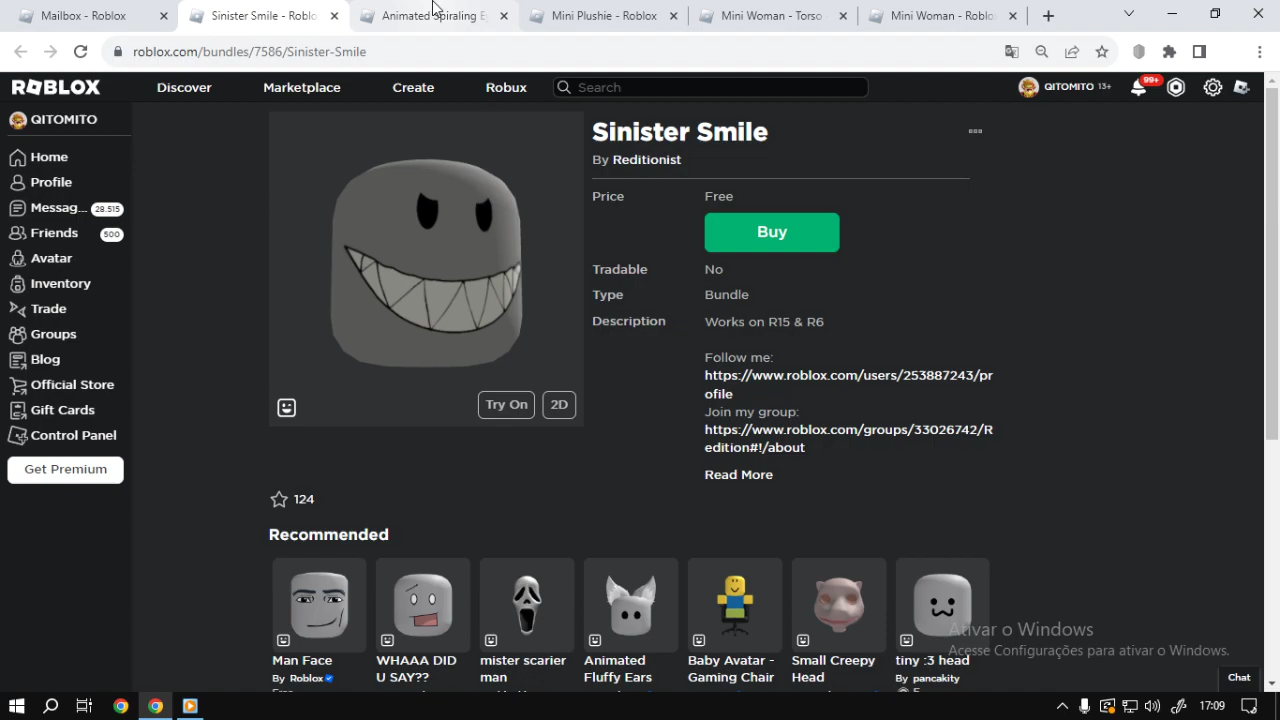 Mailbox - Roblox
Sinister Smile - Roblo
Animated Spiraling E
Mini Plushie - Roblox
Mini Woman - Torso
Mini Woman - Roblo
roblox.com/bundles/7586/Sinister-Smile
ROBLOX
Discover
Marketplace
Create
Robux
Search
QITOMITO 13+
99+
QITOMITO
Home
Profile
Messag... 28.515
Friends 500
Avatar
Inventory
Trade
Groups
Blog
Official Store
Gift Cards
Control Panel
Get Premium
Try On
2D
Sinister Smile
By Reditionist
Price Free
Buy
Tradable No
Type Bundle
Description Works on R15 & R6
Follow me:
https://www.roblox.com/users/253887243/pr
ofile
Join my group:
https://www.roblox.com/groups/33026742/R
edition#!/about
Read More
124
Recommended
Man Face
By Roblox
WHAAA DID
U SAY??
mister scarier
man
Animated
Fluffy Ears
Baby Avatar -
Gaming Chair
Small Creepy
Head
tiny :3 head
By pancakity
Ativar o Windows
Acesse Configurações para ativar o Windows.
Chat
17:09